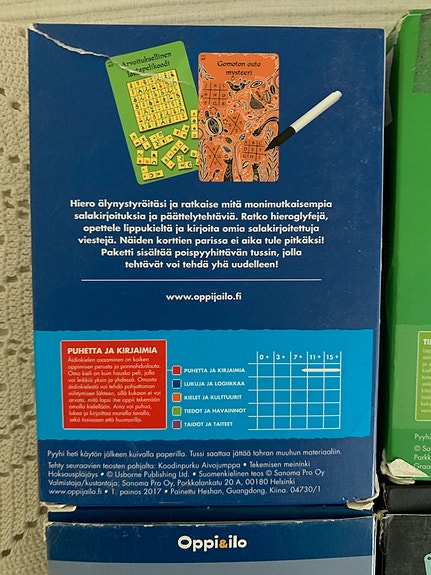 Arvoituksellinen
lautapelikoodi
Gomoton outo
mysteeri
Hiero älynystyröitäsi ja ratkaise mitä monimutkaisempia
salakirjoituksia ja päättelytehtäviä. Ratko hieroglyfejä,
opettele lippukieltä ja kirjoita omia salakirjoitettuja
viestejä. Näiden korttien parissa ei aika tule pitkäksi!
Paketti sisältää poispyyhittävän tussin, jolla
tehtävät voi tehdä yhä uudelleen!
www.oppijailo.fi
PUHETTA JA KIRJAIMIA
Äidinkielen osaaminen on kaiken
oppimisen perusta ja ponnahduslauta.
Oma kieli on kuin hauska peli, jolla
voi leikkiä yksin ja yhdessä. Omasta
äidinkielestä voi tehdä pohjattoman
viihtymisen lähteen, sillä kukaan ei voi
arvata, mitä lapsi itse oppii tekemään
omalla kielellään. Aina voi puhua,
lukea ja kirjoittaa monella tavalla,
sekä tosissaan että huumorilla.
0 + 3 + 7 + 11 + 15 +
PUHETTA JA KIRJAIMIA
LUKUJA JA LOGIIKKAA
KIELET JA KULTTUURIT
TIEDOT JA HAVAINNOT
TAIDOT JA TAITEET
Pyyhi heti käytön jälkeen kuivalla paperilla. Tussi saattaa jättää tahran muuhun materiaaliin.
Tehty seuraavien teosten pohjalta: Koodinpurku Aivojumppa • Tekemisen meininki
Hoksauspläjäys • © Usborne Publishing Ltd. • Suomenkielinen teos © Sanoma Pro Oy
Valmistaja/kustantaja: Sanoma Pro Oy, Porkkalankatu 20 A, 00180 Helsinki
www.oppijailo.fi • 1. painos 2017 • Painettu Heshan, Guangdong, Kiina. 04730/1
Oppi&ilo